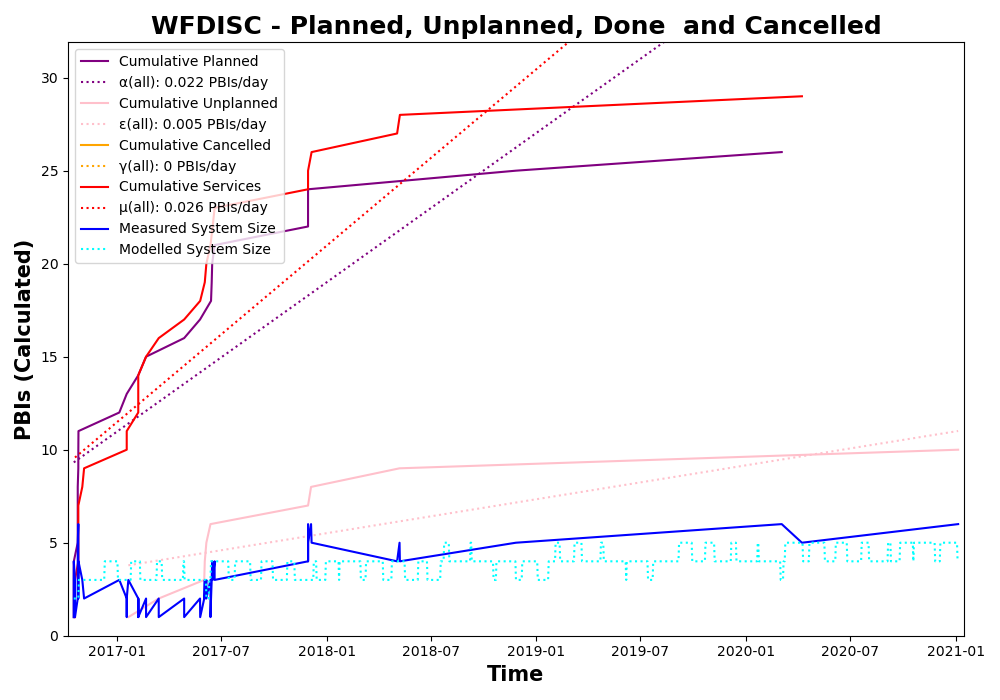 WFDISC - Planned, Unplanned, Done  and Cancelled
Cumulative Planned
α(all): 0.022 PBIs/day
Cumulative Unplanned
ε(all): 0.005 PBIs/day
Cumulative Cancelled
γ(all): 0 PBIs/day
Cumulative Services
μ(all): 0.026 PBIs/day
Measured System Size
Modelled System Size
PBIs (Calculated)
30
25
20
15
10
5
0
2017-01
2017-07
2018-01
2018-07
2019-01
2019-07
2020-01
2020-07
2021-01
Time